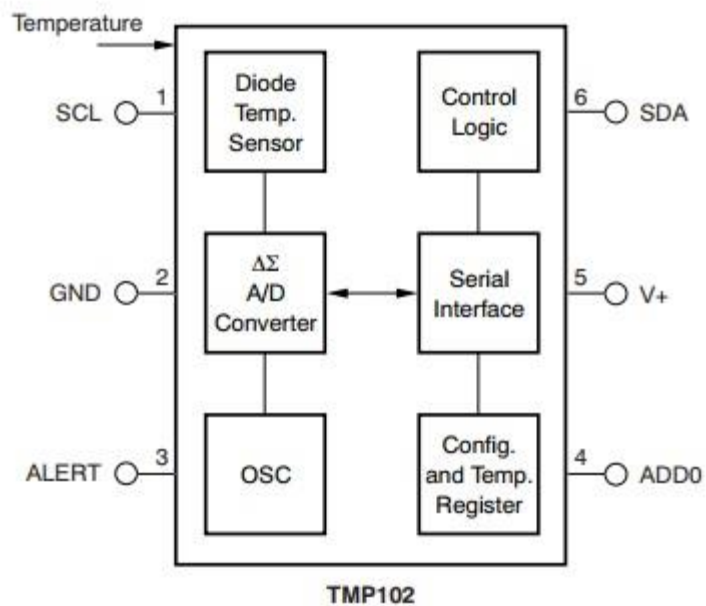 Temperature
SCL
1
Diode
Temp.
Sensor
Control
Logic
6
SDA
GND
2
ΔΣ
A/D
Converter
Serial
Interface
5
V+
ALERT
3
OSC
Config.
and Temp.
Register
4
ADD0
TMP102